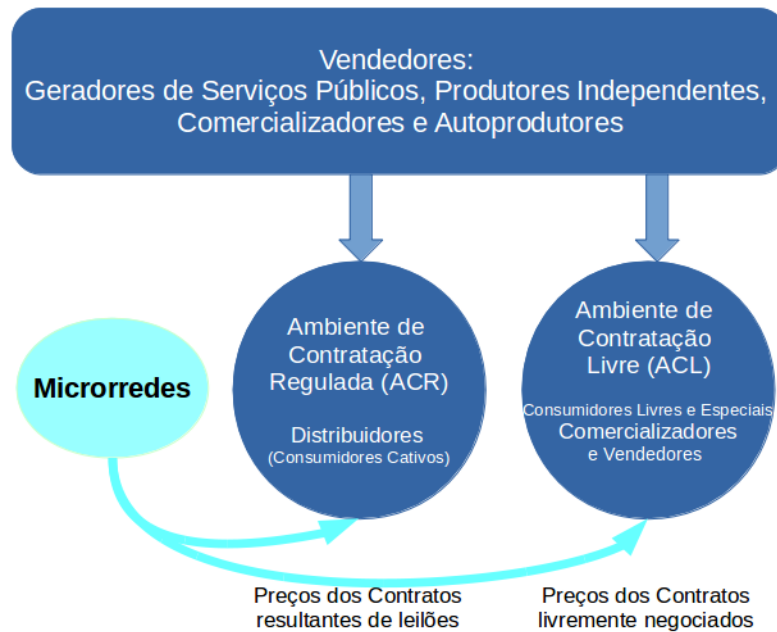 Vendedores:
Geradores de Serviços Públicos, Produtores Independentes,
Comercializadores e Autoprodutores
Microrredes
Ambiente de
Contratação
Regulada (ACR)
Distribuidores
(Consumidores Cativos)
Ambiente de
Contratação
Livre (ACL)
Consumidores Livres e Especiais
Comercializadores
e Vendedores
Preços dos Contratos
resultantes de leilões
Preços dos Contratos
livremente negociados